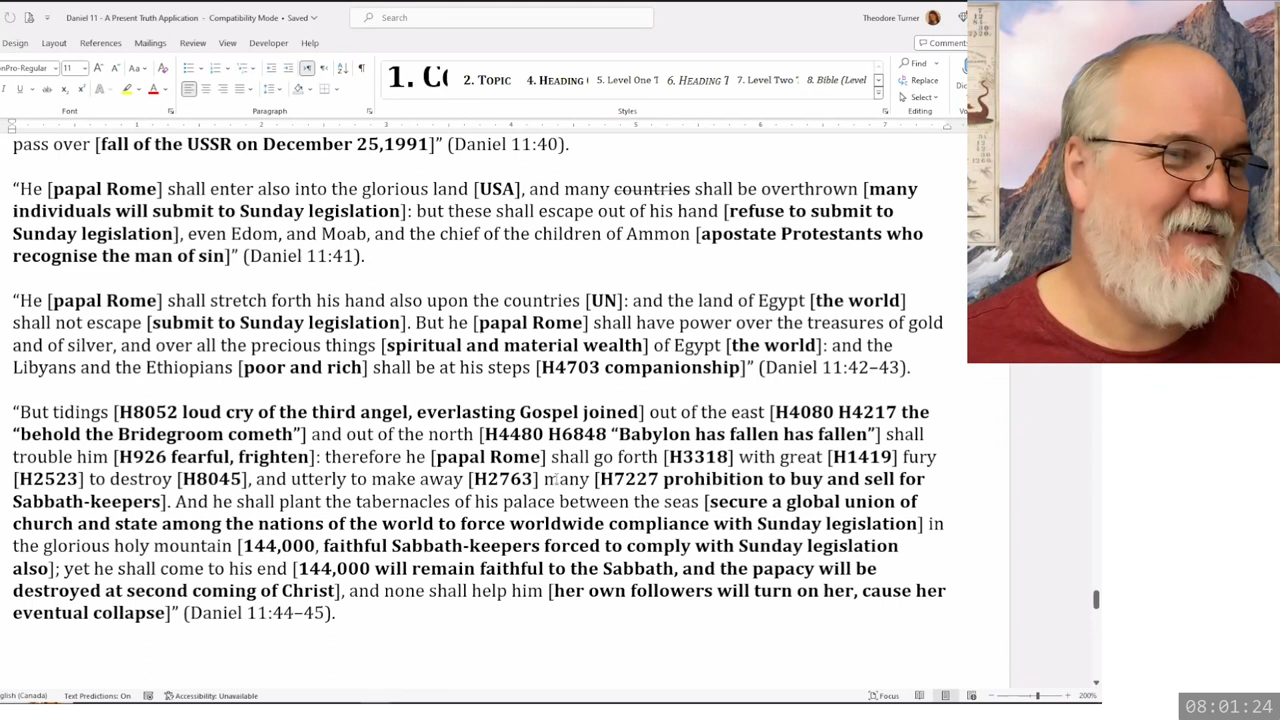 Daniel 11 - A Present Truth Application - Compatibility Mode • Saved
Search
Theodore Turner
Design Layout References Mailings Review View Developer Help
Comments
nPro-Regular 11 Aa
1. Co 2. TOPIC 4. HEADING 5. Level One 6. HEADING 7. Level Two 8. Bible (Level
Find
Replace
Select
Font Paragraph Styles Editing
1 2 3 4 5 6 7
pass over [fall of the USSR on December 25,1991]” (Daniel 11:40).
“He [papal Rome] shall enter also into the glorious land [USA], and many countries shall be overthrown [many
individuals will submit to Sunday legislation]: but these shall escape out of his hand [refuse to submit to
Sunday legislation], even Edom, and Moab, and the chief of the children of Ammon [apostate Protestants who
recognise the man of sin]” (Daniel 11:41).
“He [papal Rome] shall stretch forth his hand also upon the countries [UN]: and the land of Egypt [the world]
shall not escape [submit to Sunday legislation]. But he [papal Rome] shall have power over the treasures of gold
and of silver, and over all the precious things [spiritual and material wealth] of Egypt [the world]: and the
Libyans and the Ethiopians [poor and rich] shall be at his steps [H4703 companionship]” (Daniel 11:42–43).
“But tidings [H8052 loud cry of the third angel, everlasting Gospel joined] out of the east [H4080 H4217 the
“behold the Bridegroom cometh”] and out of the north [H4480 H6848 “Babylon has fallen has fallen”] shall
trouble him [H926 fearful, frighten]: therefore he [papal Rome] shall go forth [H3318] with great [H1419] fury
[H2523] to destroy [H8045], and utterly to make away [H2763] many [H7227 prohibition to buy and sell for
Sabbath-keepers]. And he shall plant the tabernacles of his palace between the seas [secure a global union of
church and state among the nations of the world to force worldwide compliance with Sunday legislation] in
the glorious holy mountain [144,000, faithful Sabbath-keepers forced to comply with Sunday legislation
also]; yet he shall come to his end [144,000 will remain faithful to the Sabbath, and the papacy will be
destroyed at second coming of Christ], and none shall help him [her own followers will turn on her, cause her
eventual collapse]” (Daniel 11:44–45).
glish (Canada) Text Predictions: On Accessibility: Unavailable Focus 200%
08:01:24